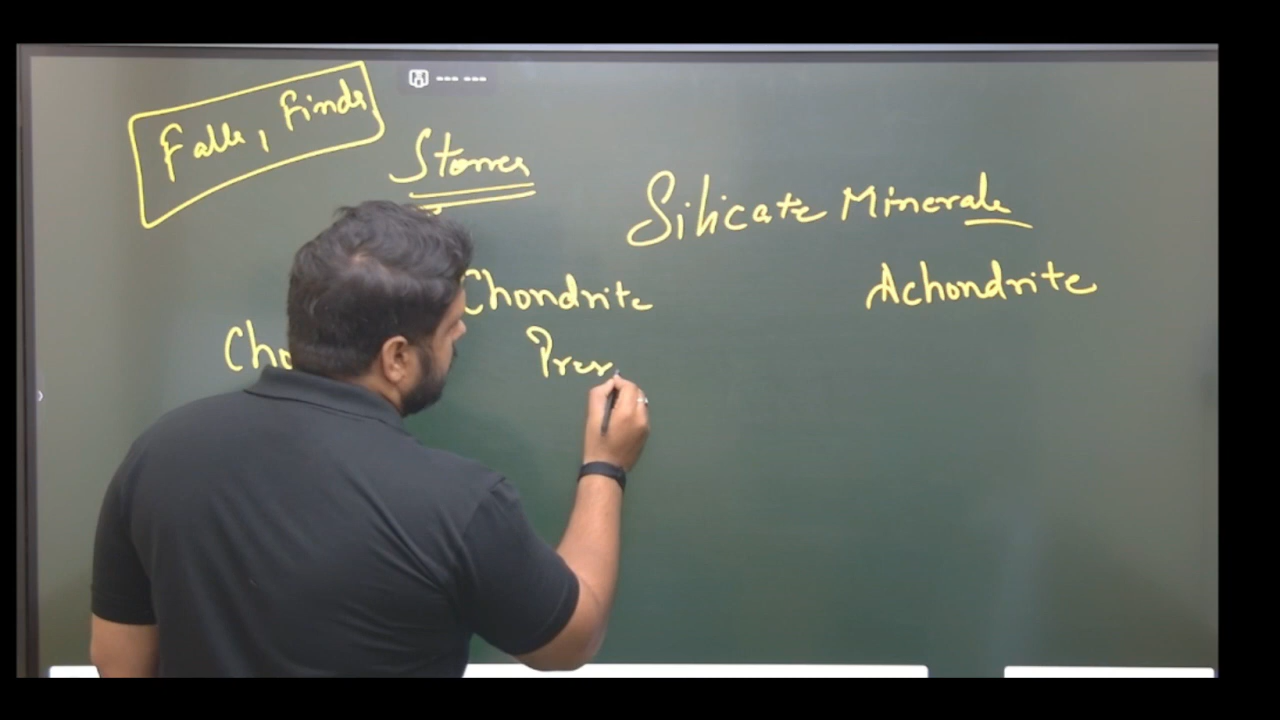 Falls, Finds
Stones
Silicate Minerals
Chondrite
Achondrite
Cho
Pres